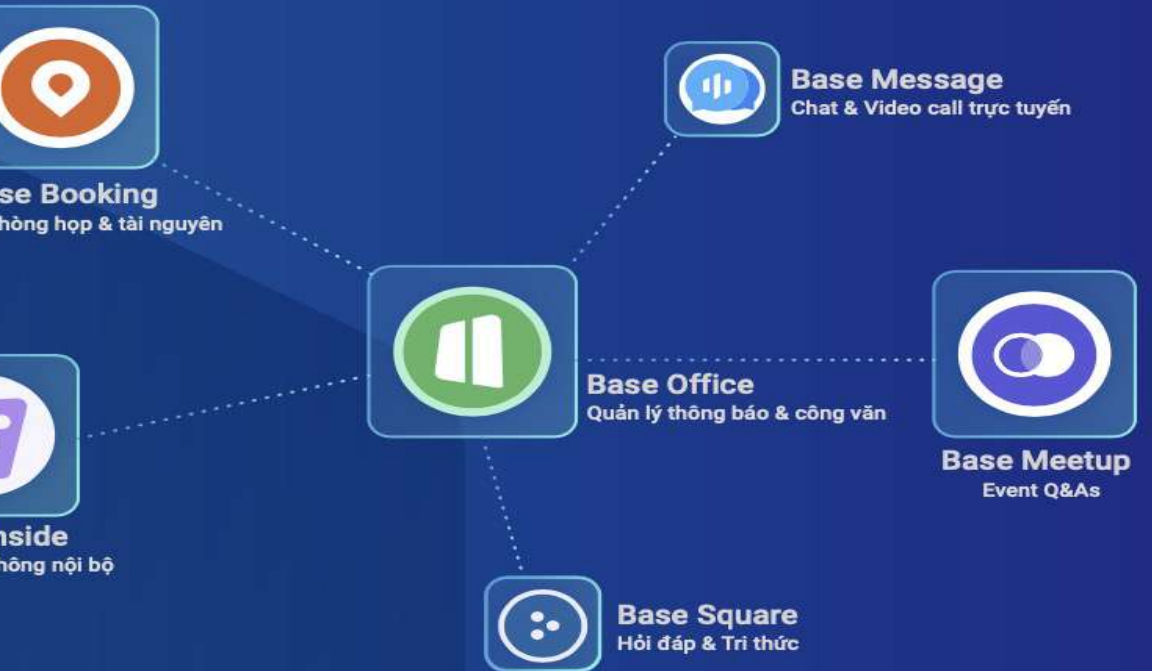 Base Message
Chat & Video call trực tuyến
se Booking
hòng họp & tài nguyên
Base Office
Quản lý thông báo & công văn
Base Meetup
Event Q&As
nside
hông nội bộ
Base Square
Hỏi đáp & Tri thức